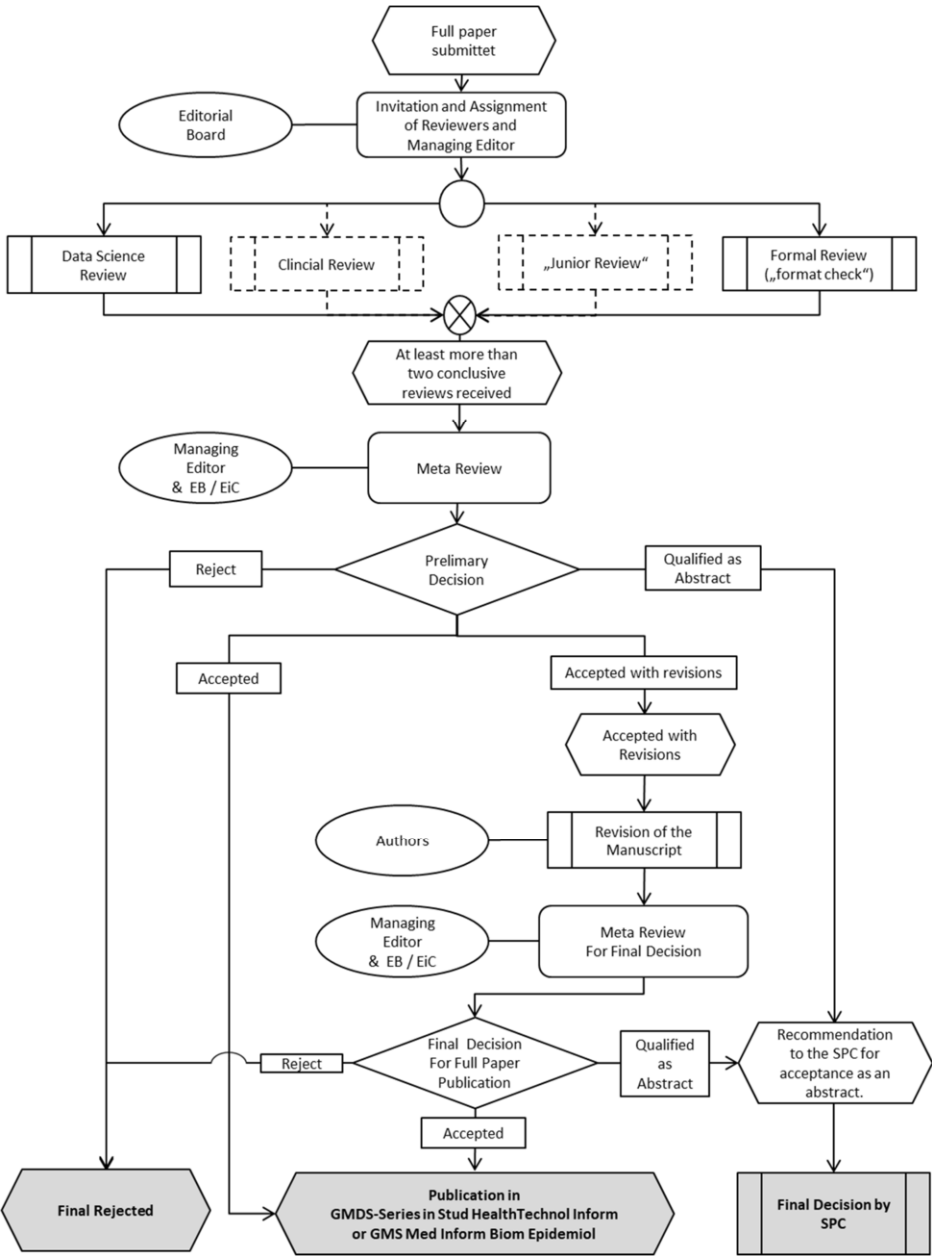 Full paper
submittet
Editorial
Board
Invitation and Assignment
of Reviewers and
Managing Editor
Data Science
Review
Clincial Review
„Junior Review“
Formal Review
(„format check“)
At least more than
two conclusive
reviews received
Managing
Editor
& EB / EiC
Meta Review
Reject
Prelimary
Decision
Qualified as
Abstract
Accepted
Accepted with revisions
Accepted with
Revisions
Authors
Revision of the
Manuscript
Managing
Editor
& EB / EiC
Meta Review
For Final Decision
Reject
Final Decision
For Full Paper
Publication
Qualified
as
Abstract
Recommendation
to the SPC for
acceptance as an
abstract.
Accepted
Final Rejected
Publication in
GMDS-Series in Stud HealthTechnol Inform
or GMS Med Inform Biom Epidemiol
Final Decision by
SPC